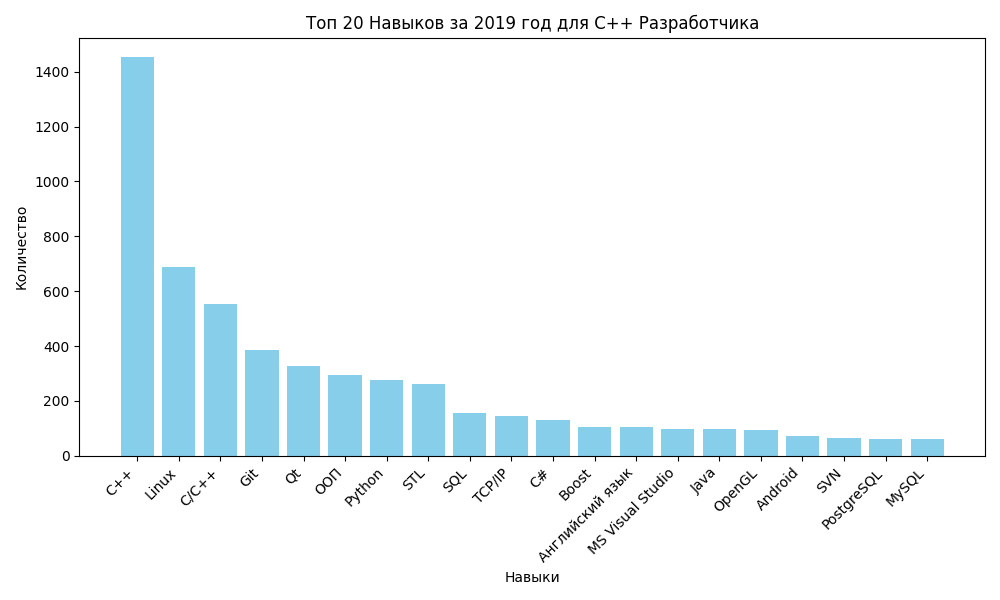 Топ 20 Навыков за 2019 год для C++ Разработчика
Количество
1400
1200
1000
800
600
400
200
0
C++
Linux
C/C++
Git
Qt
ООП
Python
STL
SQL
TCP/IP
C#
Boost
Английский язык
MS Visual Studio
Java
OpenGL
Android
SVN
PostgreSQL
MySQL
Навыки